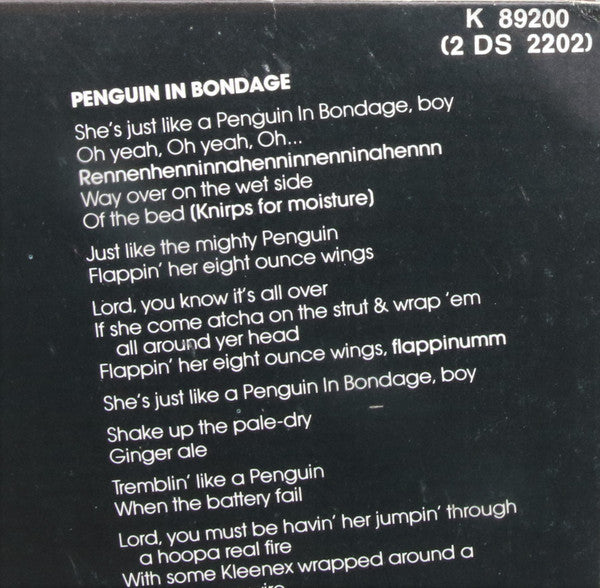 K 89200
(2 DS 2202)
PENGUIN IN BONDAGE
She's just like a Penguin In Bondage, boy
Oh yeah, Oh yeah, Oh...
Rennenhenninnahenninnenninahennn
Way over on the wet side
Of the bed (Knirps for moisture)
Just like the mighty Penguin
Flappin' her eight ounce wings
Lord, you know it's all over
If she come atcha on the strut & wrap 'em
all around yer head
Flappin' her eight ounce wings, flappinumm
She's just like a Penguin In Bondage, boy
Shake up the pale-dry
Ginger ale
Tremblin' like a Penguin
When the battery fail
Lord, you must be havin' her jumpin' through
a hoopa real fire
With some Kleenex wrapped around a